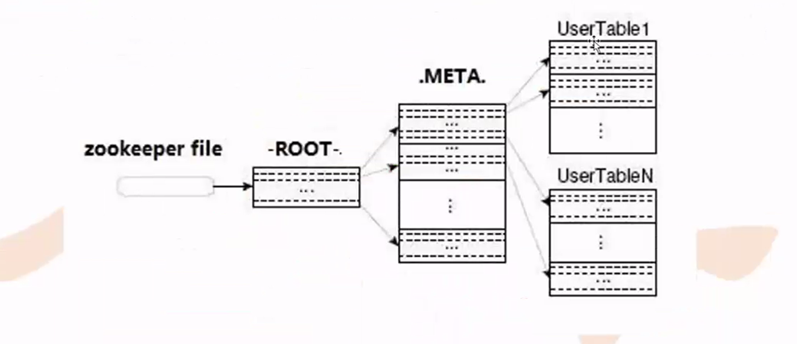 UserTable1
.META.
zookeeper file
-ROOT-.
UserTableN